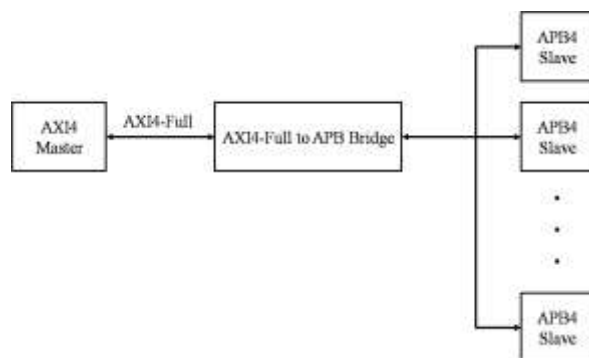 APB4
Slave
AXI4
Master
AXI4-Full
AXI4-Full to APB Bridge
APB4
Slave
APB4
Slave